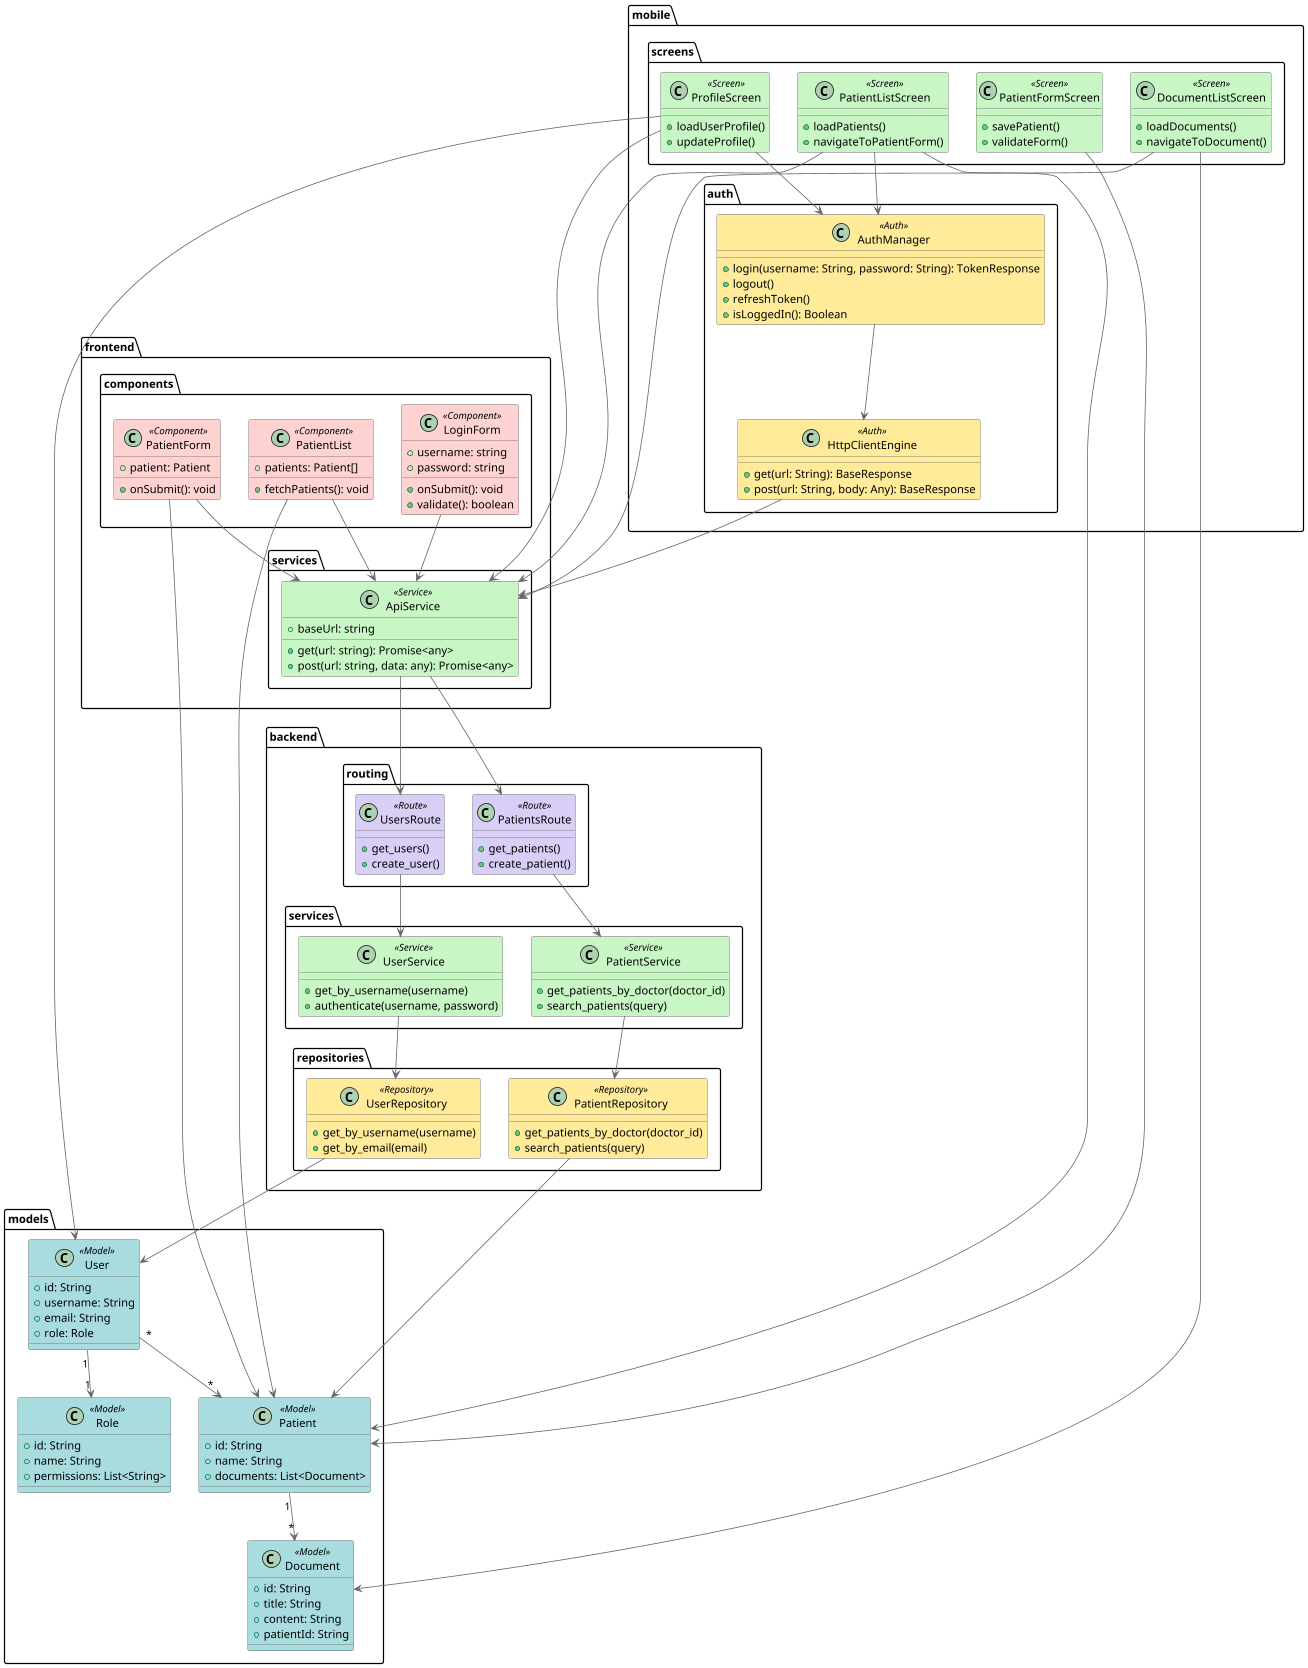 mobile
screens
C «Screen»
ProfileScreen
loadUserProfile()
updateProfile()
C «Screen»
PatientListScreen
loadPatients()
navigateToPatientForm()
C «Screen»
PatientFormScreen
savePatient()
validateForm()
C «Screen»
DocumentListScreen
loadDocuments()
navigateToDocument()
auth
C «Auth»
AuthManager
login(username: String, password: String): TokenResponse
logout()
refreshToken()
isLoggedIn(): Boolean
C «Auth»
HttpClientEngine
get(url: String): BaseResponse
post(url: String, body: Any): BaseResponse
frontend
components
C «Component»
PatientForm
patient: Patient
onSubmit(): void
C «Component»
PatientList
patients: Patient[]
fetchPatients(): void
C «Component»
LoginForm
username: string
password: string
onSubmit(): void
validate(): boolean
services
C «Service»
ApiService
baseUrl: string
get(url: string): Promise<any>
post(url: string, data: any): Promise<any>
backend
routing
C «Route»
UsersRoute
get_users()
create_user()
C «Route»
PatientsRoute
get_patients()
create_patient()
services
C «Service»
UserService
get_by_username(username)
authenticate(username, password)
C «Service»
PatientService
get_patients_by_doctor(doctor_id)
search_patients(query)
repositories
C «Repository»
UserRepository
get_by_username(username)
get_by_email(email)
C «Repository»
PatientRepository
get_patients_by_doctor(doctor_id)
search_patients(query)
models
C «Model»
User
id: String
username: String
email: String
role: Role
*
1
1
*
C «Model»
Role
id: String
name: String
permissions: List<String>
C «Model»
Patient
id: String
name: String
documents: List<Document>
1
*
C «Model»
Document
id: String
title: String
content: String
patientId: String